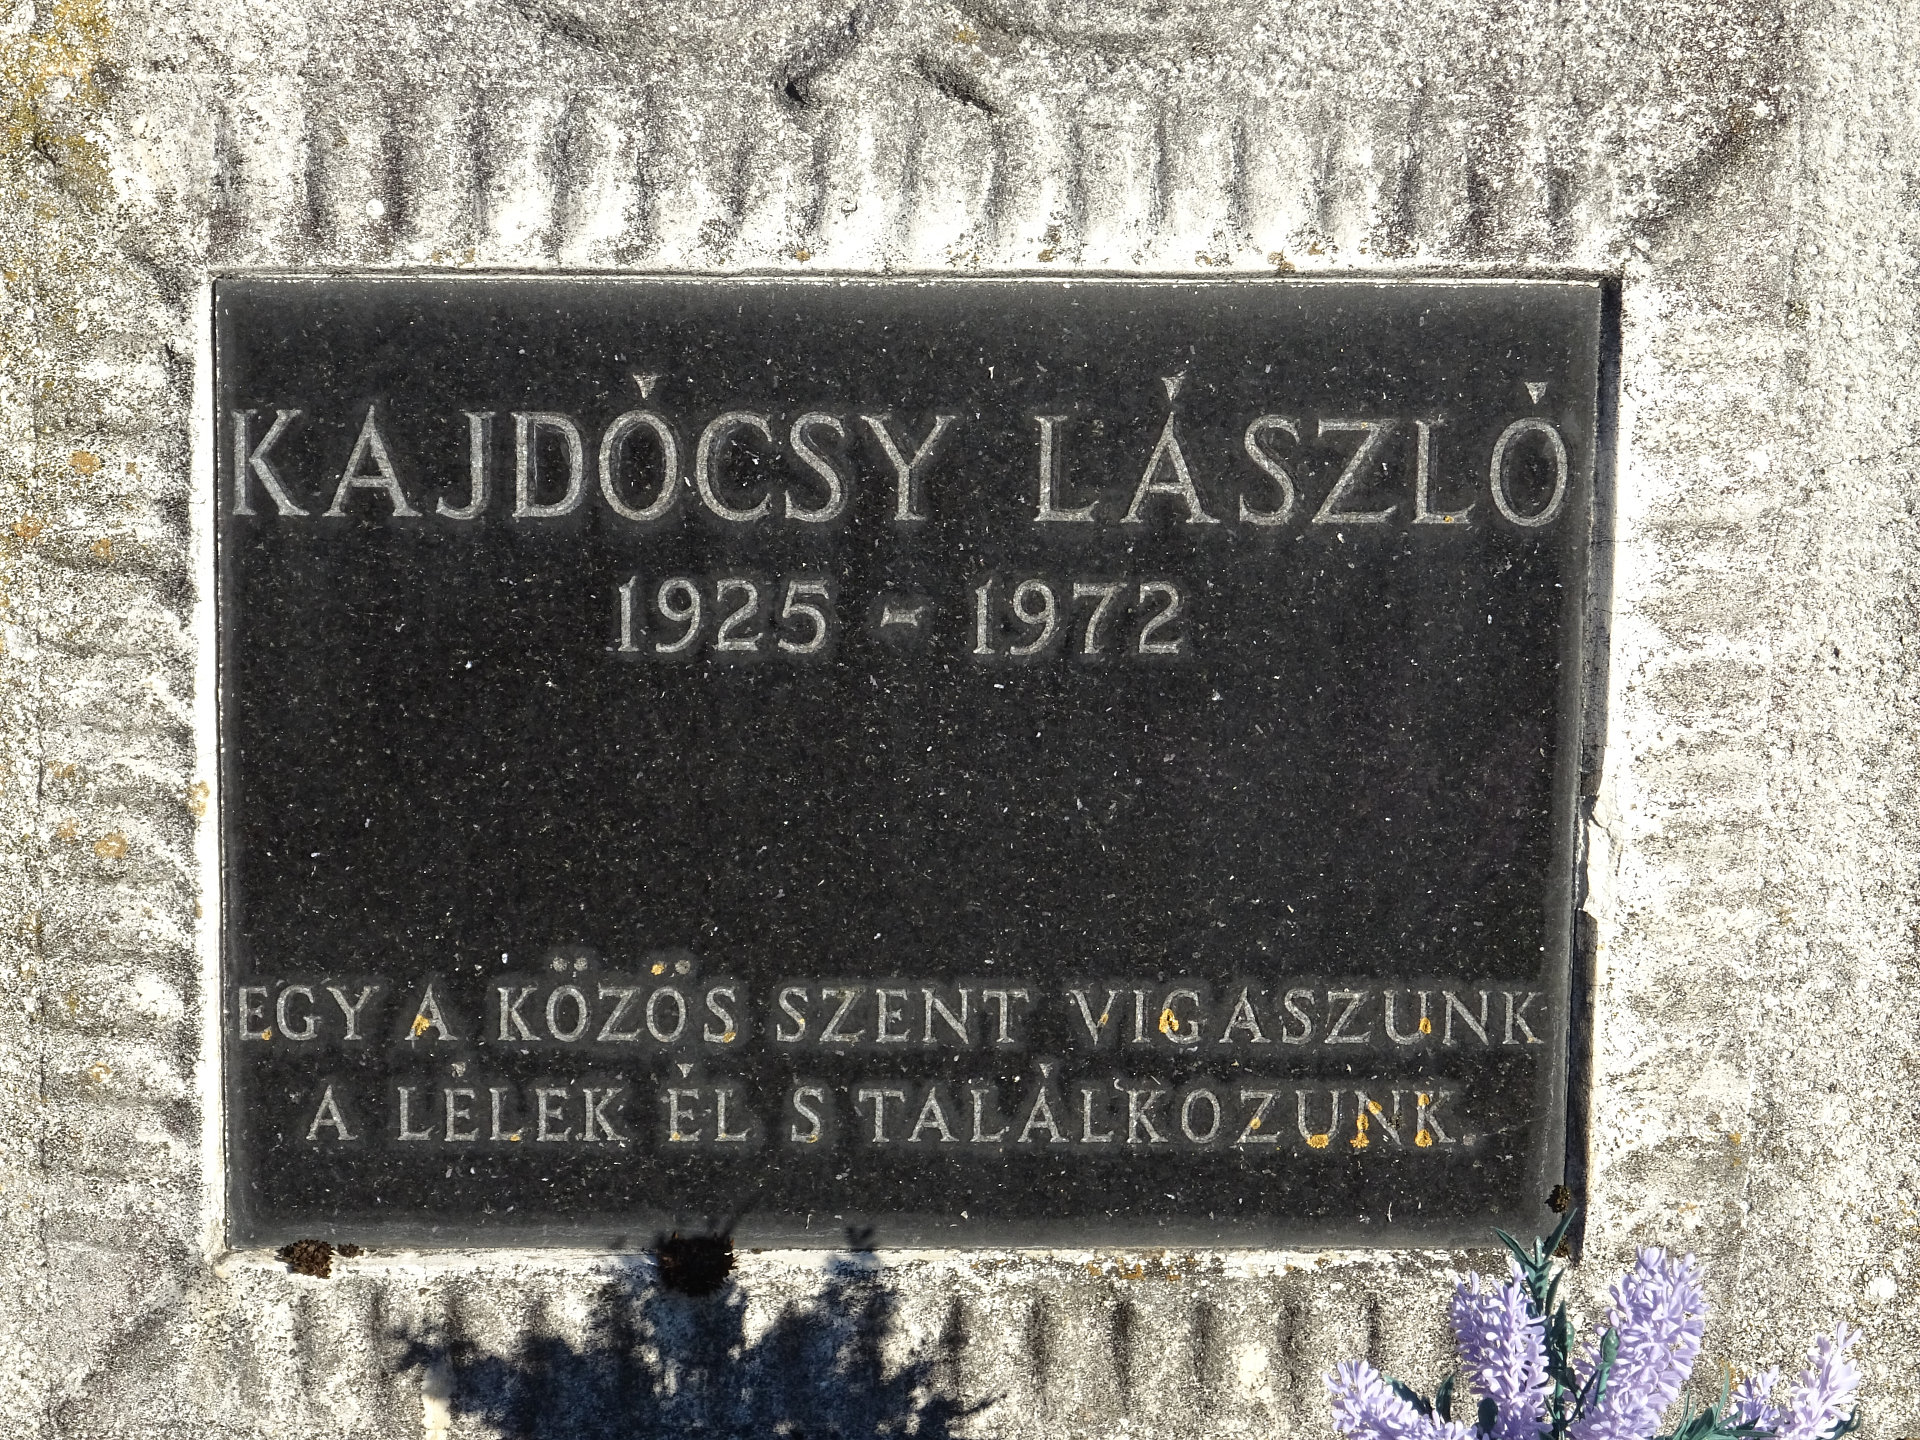 KAJDÓCSY LÁSZLÓ
1925 - 1972
EGY A KÖZÖS SZENT VIGASZUNK
A LÉLEK ÉL S TALÁLKOZUNK.